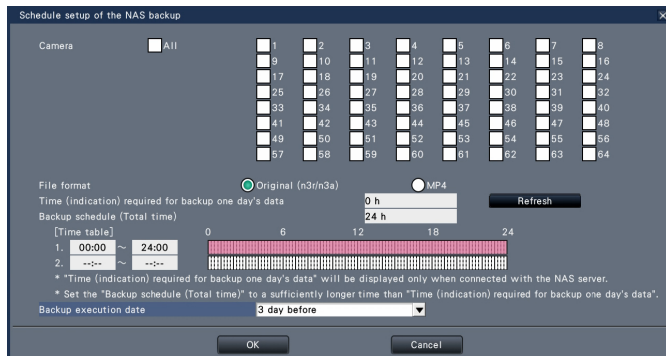 Schedule setup of the NAS backup
Camera All 1 2 3 4 5 6 7 8
9 10 11 12 13 14 15 16
17 18 19 20 21 22 23 24
25 26 27 28 29 30 31 32
33 34 35 36 37 38 39 40
41 42 43 44 45 46 47 48
49 50 51 52 53 54 55 56
57 58 59 60 61 62 63 64
File format Original (n3r/n3a) MP4
Time (indication) required for backup one day's data 0 h Refresh
Backup schedule (Total time) 24 h
[Time table] 0 6 12 18 24
1. 00:00 ~ 24:00
2. --:-- ~ --:--
* "Time (indication) required for backup one day's data" will be displayed only when connected with the NAS server.
* Set the "Backup schedule (Total time)" to a sufficiently longer time than "Time (indication) required for backup one day's data".
Backup execution date 3 day before
OK Cancel